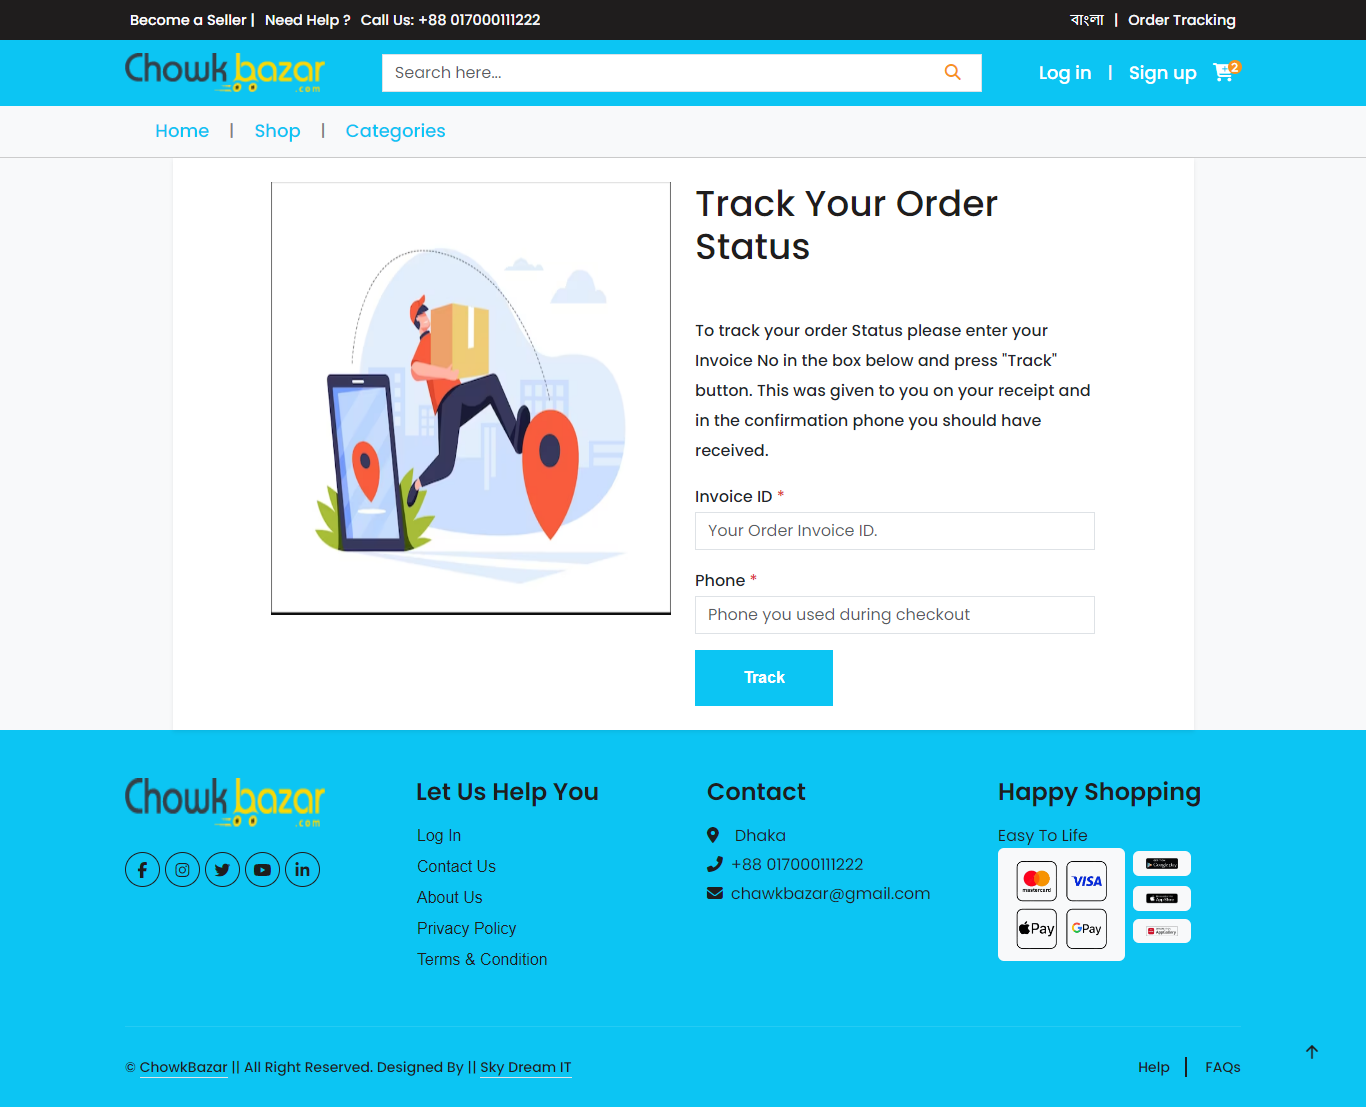 Become a Seller | Need Help ? Call Us: +88 017000111222
বাংলা | Order Tracking
Chowk bazar
.com
Search here...
Log in | Sign up
2
Home | Shop | Categories
Track Your Order
Status
To track your order Status please enter your
Invoice No in the box below and press "Track"
button. This was given to you on your receipt and
in the confirmation phone you should have
received.
Invoice ID *
Your Order Invoice ID.
Phone *
Phone you used during checkout
Track
Chowk bazar
.com
Let Us Help You
Log In
Contact Us
About Us
Privacy Policy
Terms & Condition
Contact
Dhaka
+88 017000111222
chawkbazar@gmail.com
Happy Shopping
Easy To Life
mastercard
VISA
Pay
G Pay
Google play
App Store
AppGallery
© ChowkBazar || All Right Reserved. Designed By || Sky Dream IT
Help | FAQs